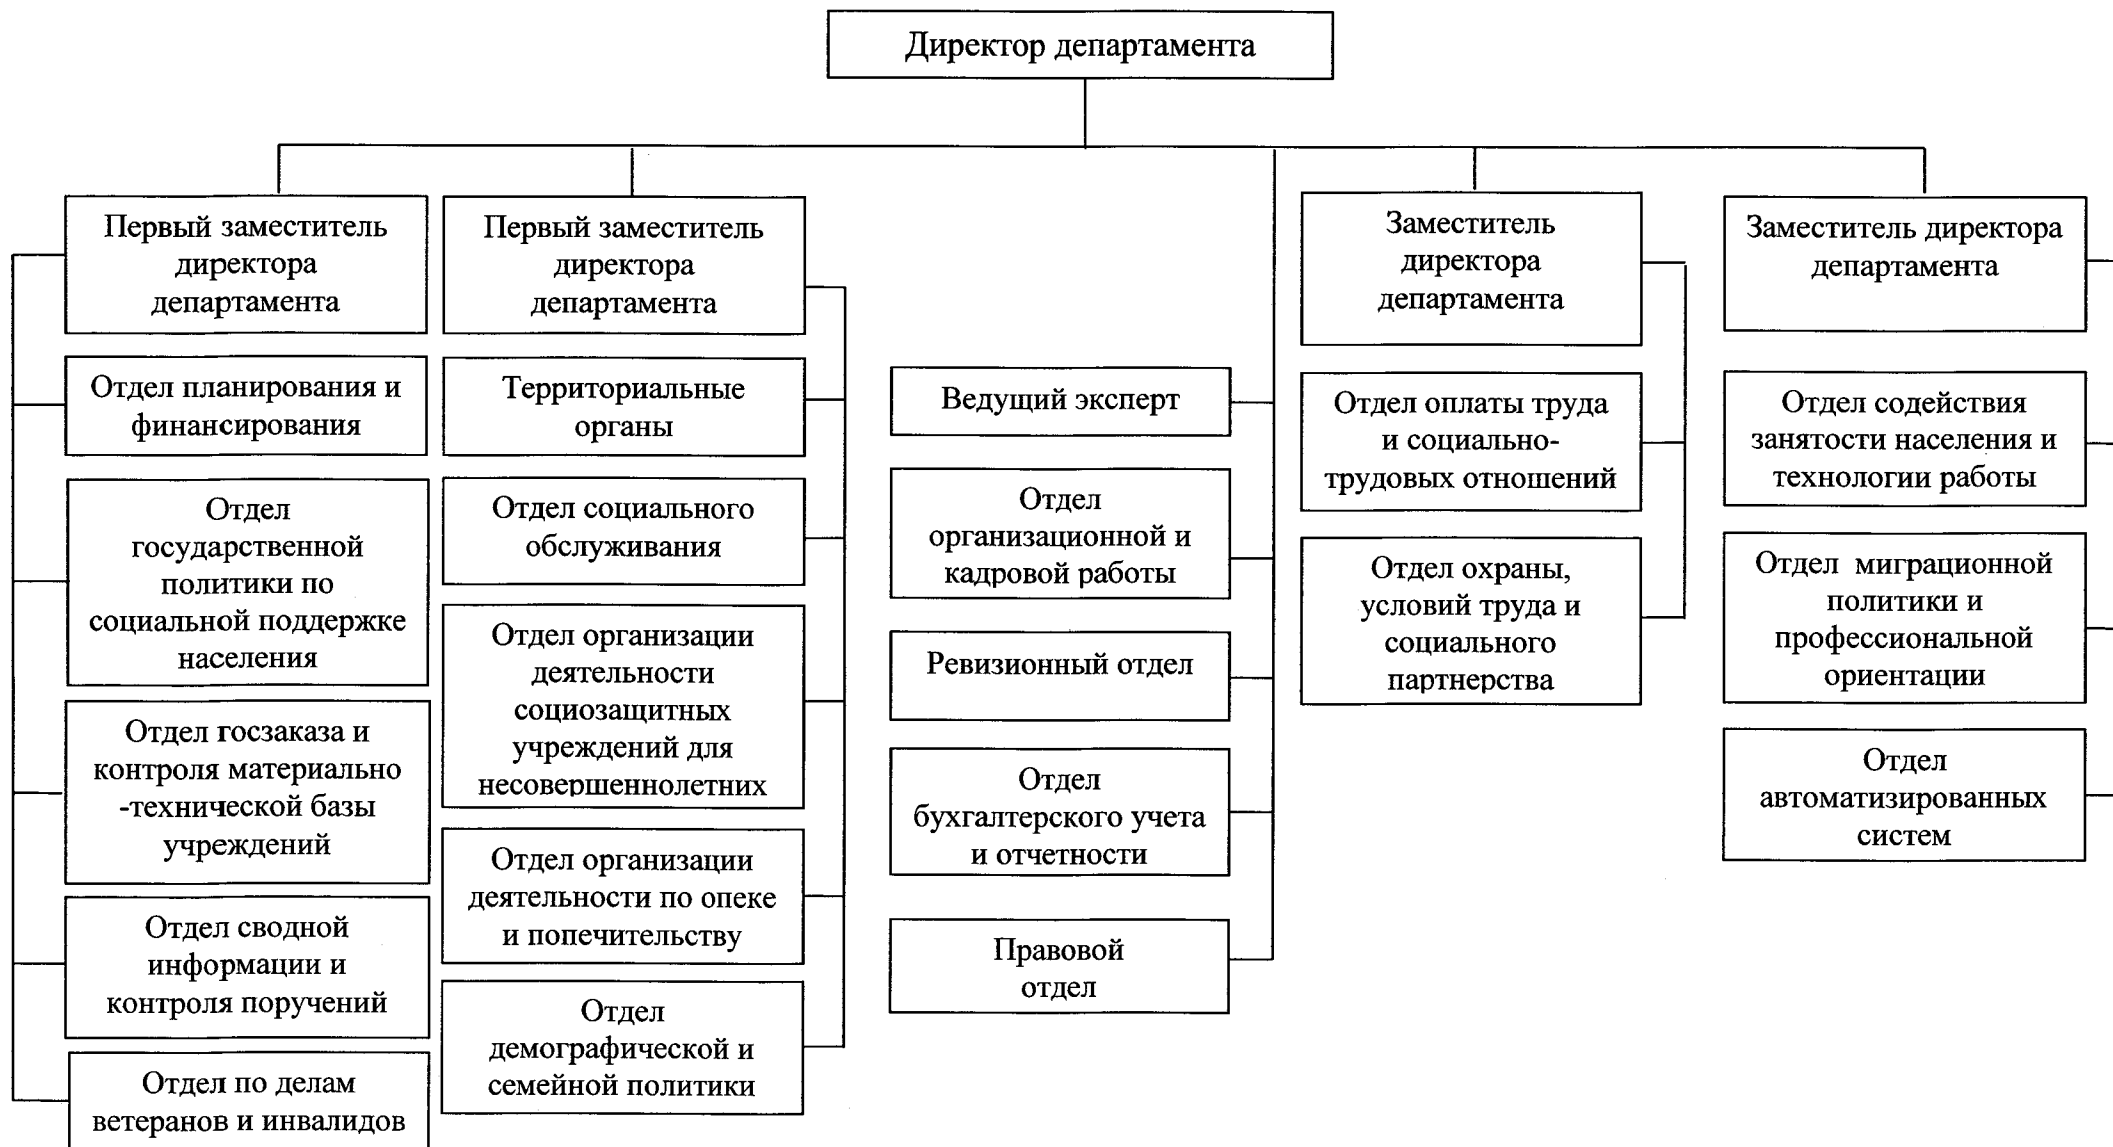 Директор департамента
Первый заместитель
директора
департамента
Отдел планирования и
финансирования
Отдел
государственной
политики по
социальной поддержке
населения
Отдел госзаказа и
контроля материально
-технической базы
учреждений
Отдел сводной
информации и
контроля поручений
Отдел по делам
ветеранов и инвалидов
Первый заместитель
директора
департамента
Территориальные
органы
Отдел социального
обслуживания
Отдел организации
деятельности
социозащитных
учреждений для
несовершеннолетних
Отдел организации
деятельности по опеке
и попечительству
Отдел
демографической и
семейной политики
Ведущий эксперт
Отдел
организационной и
кадровой работы
Ревизионный отдел
Отдел
бухгалтерского учета
и отчетности
Правовой
отдел
Заместитель
директора
департамента
Отдел оплаты труда
и социально-
трудовых отношений
Отдел охраны,
условий труда и
социального
партнерства
Заместитель директора
департамента
Отдел содействия
занятости населения и
технологии работы
Отдел миграционной
политики и
профессиональной
ориентации
Отдел
автоматизированных
систем